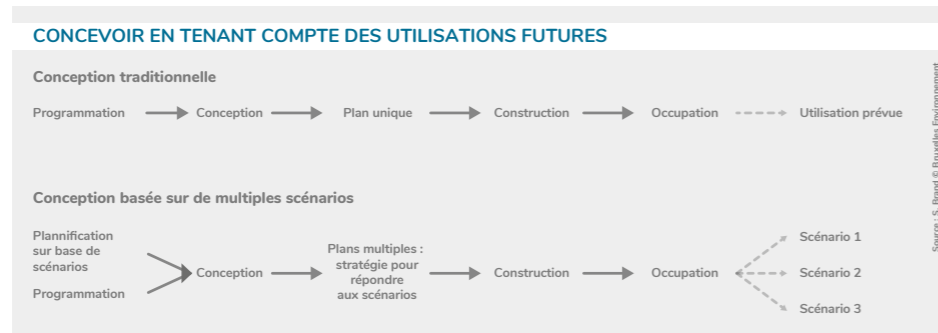 CONCEVOIR EN TENANT COMPTE DES UTILISATIONS FUTURES
Conception traditionnelle
Programmation
Conception
Plan unique
Construction
Occupation
Utilisation prévue
Conception basée sur de multiples scénarios
Plannification
sur base de
scénarios
Programmation
Conception
Plans multiples :
stratégie pour
répondre
aux scénarios
Construction
Occupation
Scénario 1
Scénario 2
Scénario 3
Source : S. Brand © Bruxelles Environnement